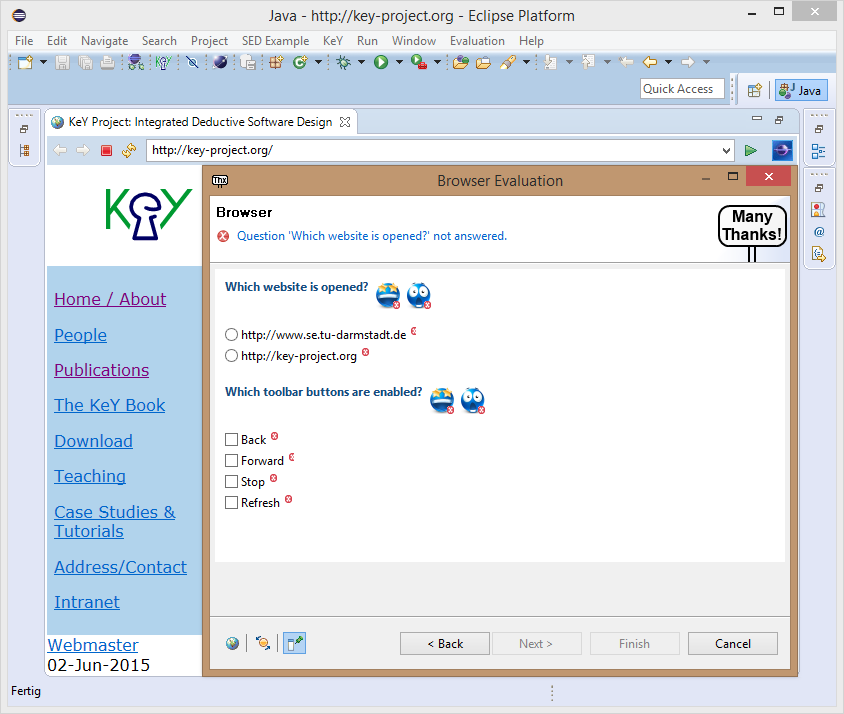 Java - http://key-project.org - Eclipse Platform
File Edit Navigate Search Project SED Example KeY Run Window Evaluation Help
Quick Access
Java
KeY Project: Integrated Deductive Software Design
http://key-project.org/
KeY
Home / About
People
Publications
The KeY Book
Download
Teaching
Case Studies &
Tutorials
Address/Contact
Intranet
Webmaster
02-Jun-2015
Thx
Browser Evaluation
Browser
Question 'Which website is opened?' not answered.
Many
Thanks!
Which website is opened?
http://www.se.tu-darmstadt.de
http://key-project.org
Which toolbar buttons are enabled?
Back
Forward
Stop
Refresh
< Back
Next >
Finish
Cancel
Fertig